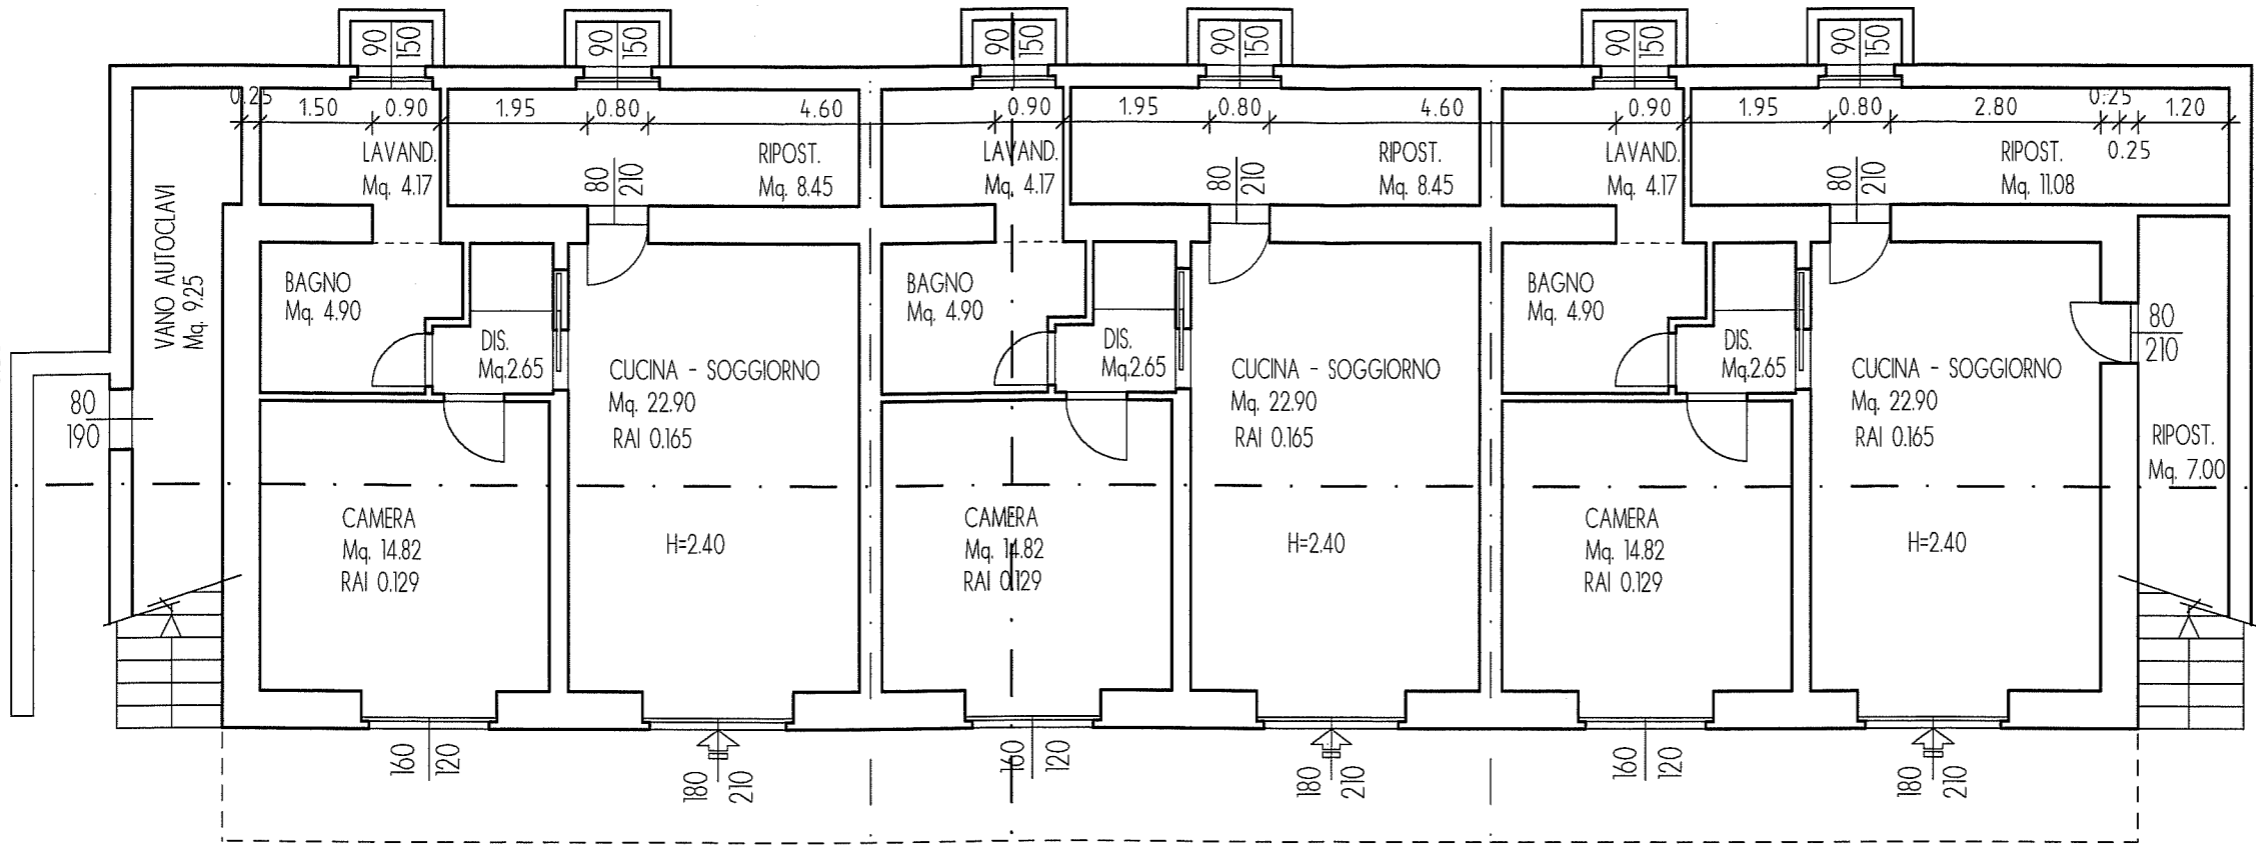 90 150
90 150
90 150
90 150
90 150
90 150
0.25 1.50 0.90 1.95 0.80 4.60 0.90 1.95 0.80 4.60 0.90 1.95 0.80 2.80 0.25 1.20
0.25
LAVAND.
Mq. 4.17
80 210
RIPOST.
Mq. 8.45
LAVAND.
Mq. 4.17
80 210
RIPOST.
Mq. 8.45
LAVAND.
Mq. 4.17
80 210
RIPOST.
Mq. 11.08
VANO AUTOCLAVI
Mq. 9.25
BAGNO
Mq. 4.90
DIS.
Mq.2.65
CUCINA - SOGGIORNO
Mq. 22.90
RAI 0.165
BAGNO
Mq. 4.90
DIS.
Mq.2.65
CUCINA - SOGGIORNO
Mq. 22.90
RAI 0.165
BAGNO
Mq. 4.90
DIS.
Mq.2.65
CUCINA - SOGGIORNO
Mq. 22.90
RAI 0.165
80
210
80
190
RIPOST.
Mq. 7.00
CAMERA
Mq. 14.82
RAI 0.129
H=2.40
CAMERA
Mq. 14.82
RAI 0.129
H=2.40
CAMERA
Mq. 14.82
RAI 0.129
H=2.40
160 120
180 210
160 120
180 210
160 120
180 210